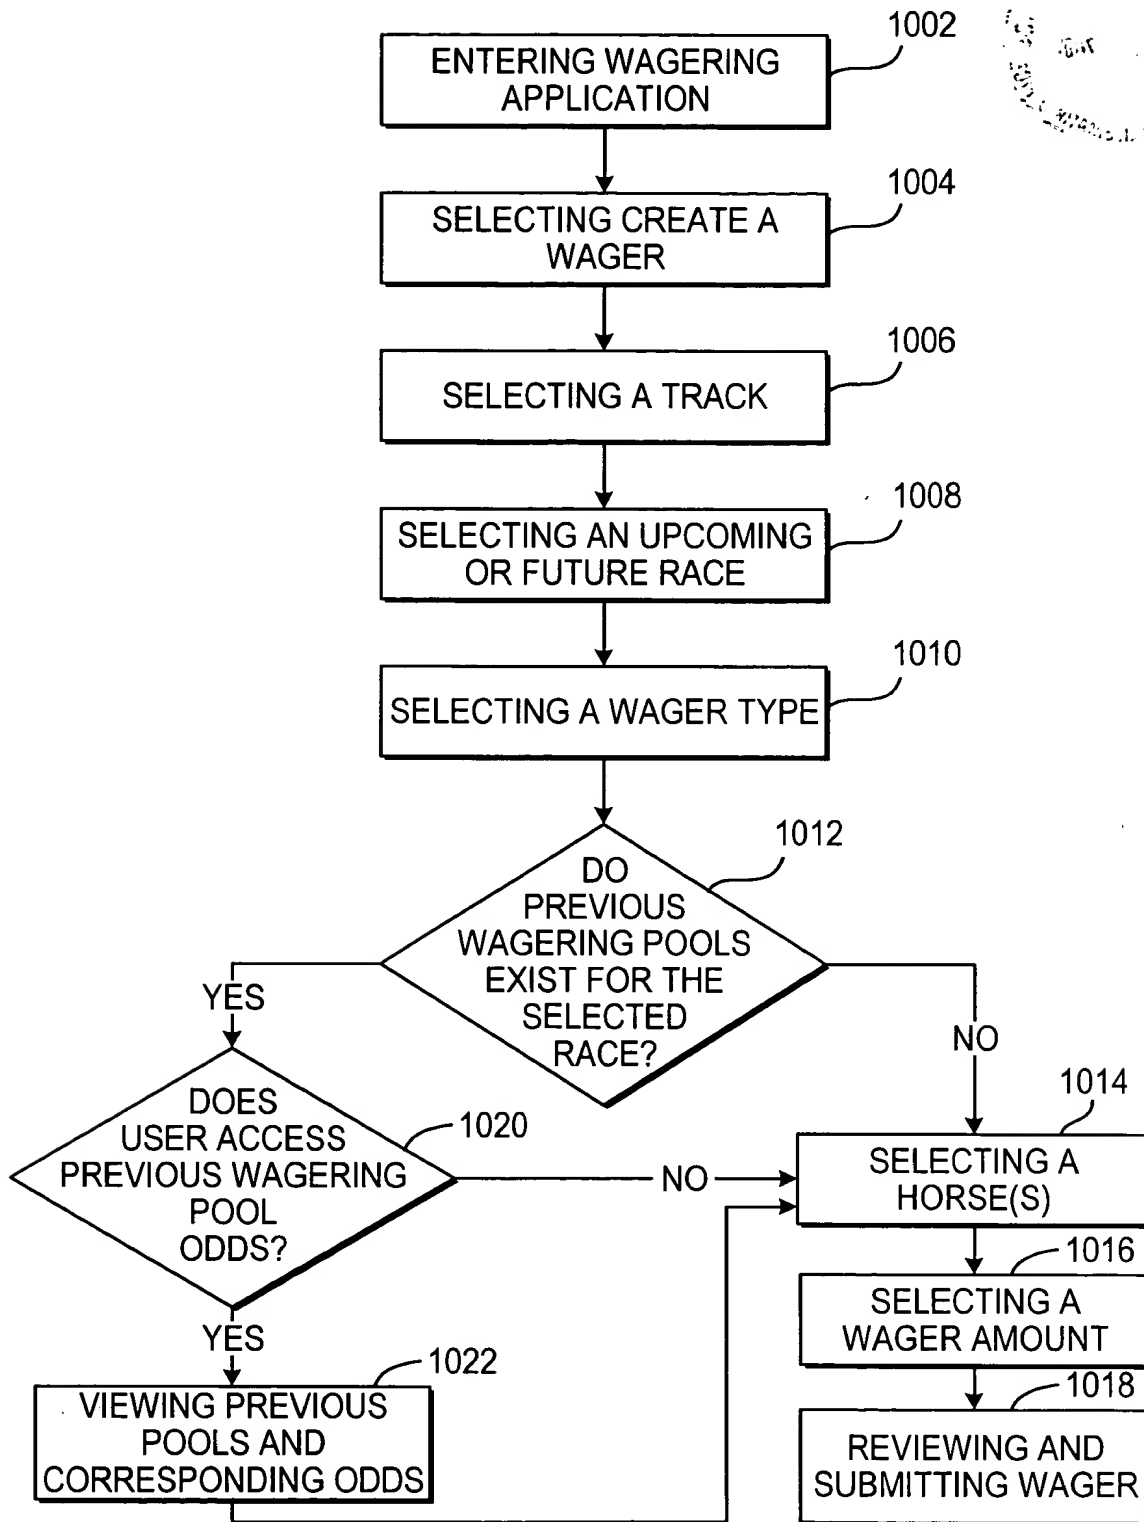 1002
ENTERING WAGERING
APPLICATION
1004
SELECTING CREATE A
WAGER
1006
SELECTING A TRACK
1008
SELECTING AN UPCOMING
OR FUTURE RACE
1010
SELECTING A WAGER TYPE
1012
DO
PREVIOUS
WAGERING POOLS
EXIST FOR THE
SELECTED
RACE?
YES
NO
1020
DOES
USER ACCESS
PREVIOUS WAGERING
POOL
ODDS?
NO
1014
SELECTING A
HORSE(S)
1016
SELECTING A
WAGER AMOUNT
YES
1022
VIEWING PREVIOUS
POOLS AND
CORRESPONDING ODDS
1018
REVIEWING AND
SUBMITTING WAGER